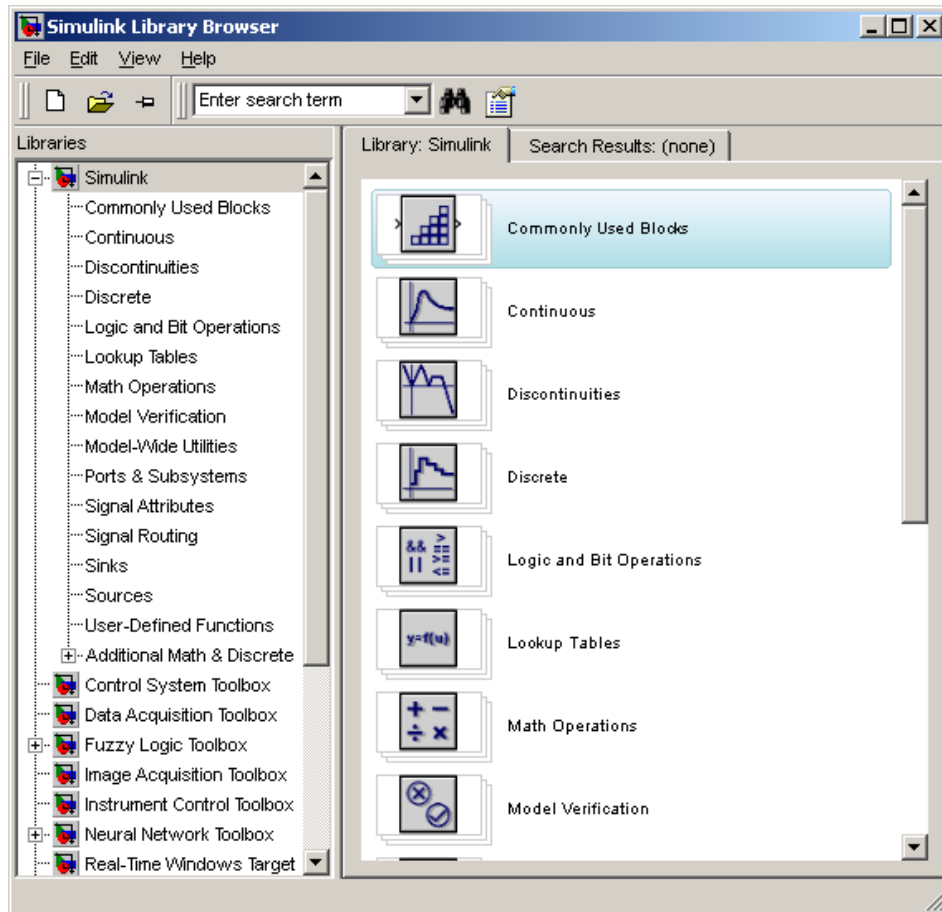 Simulink Library Browser
File Edit View Help
Enter search term
Libraries
Simulink
Commonly Used Blocks
Continuous
Discontinuities
Discrete
Logic and Bit Operations
Lookup Tables
Math Operations
Model Verification
Model-Wide Utilities
Ports & Subsystems
Signal Attributes
Signal Routing
Sinks
Sources
User-Defined Functions
Additional Math & Discrete
Control System Toolbox
Data Acquisition Toolbox
Fuzzy Logic Toolbox
Image Acquisition Toolbox
Instrument Control Toolbox
Neural Network Toolbox
Real-Time Windows Target
Library: Simulink
Search Results: (none)
Commonly Used Blocks
Continuous
Discontinuities
Discrete
&& > ==
|| >= <=
Logic and Bit Operations
y=f(u)
Lookup Tables
+ −
÷ ×
Math Operations
Model Verification